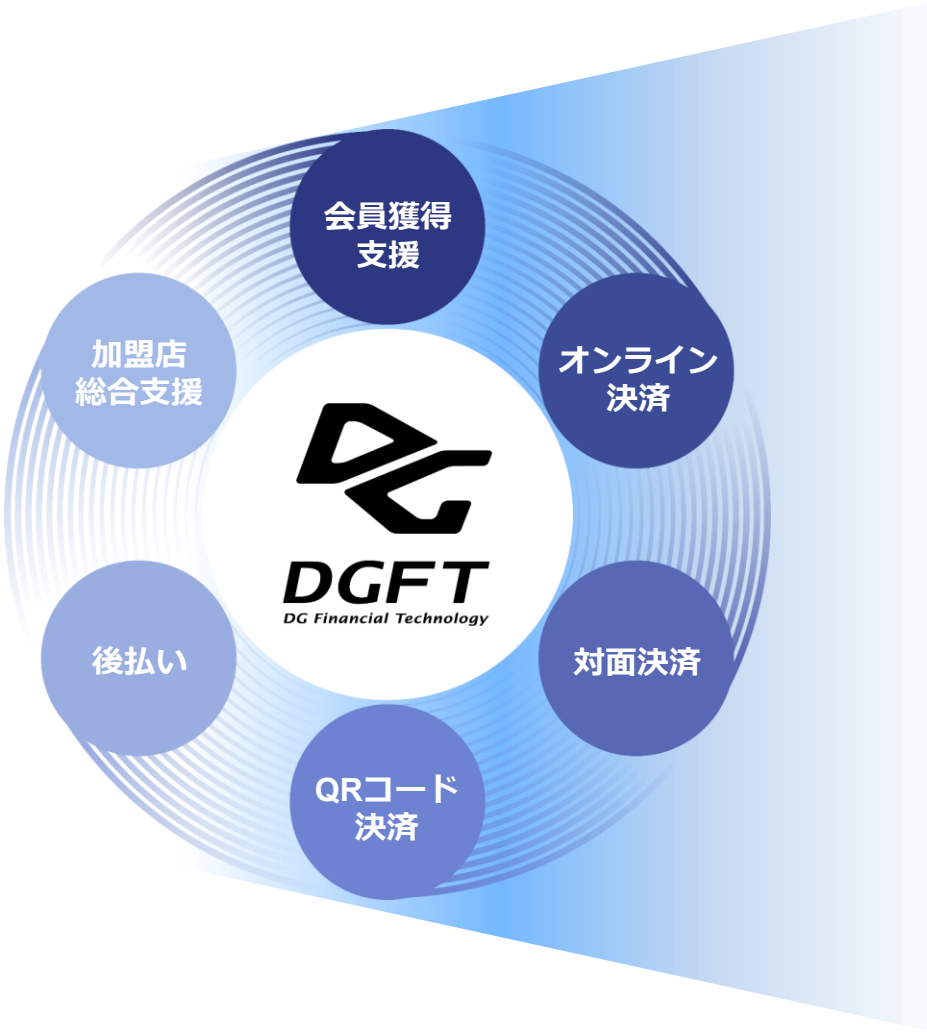 会員獲得
支援
オンライン
決済
対面決済
QRコード
決済
後払い
加盟店
総合支援
DGFT
DG Financial Technology